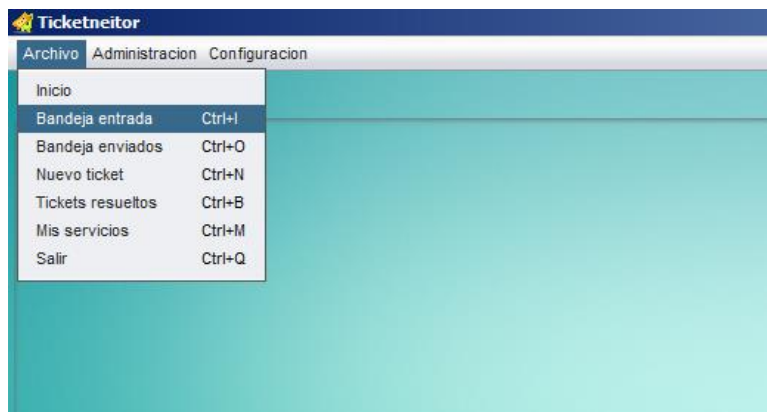 Ticketneitor
Archivo Administracion Configuracion
Inicio
Bandeja entrada Ctrl+I
Bandeja enviados Ctrl+O
Nuevo ticket Ctrl+N
Tickets resueltos Ctrl+B
Mis servicios Ctrl+M
Salir Ctrl+Q